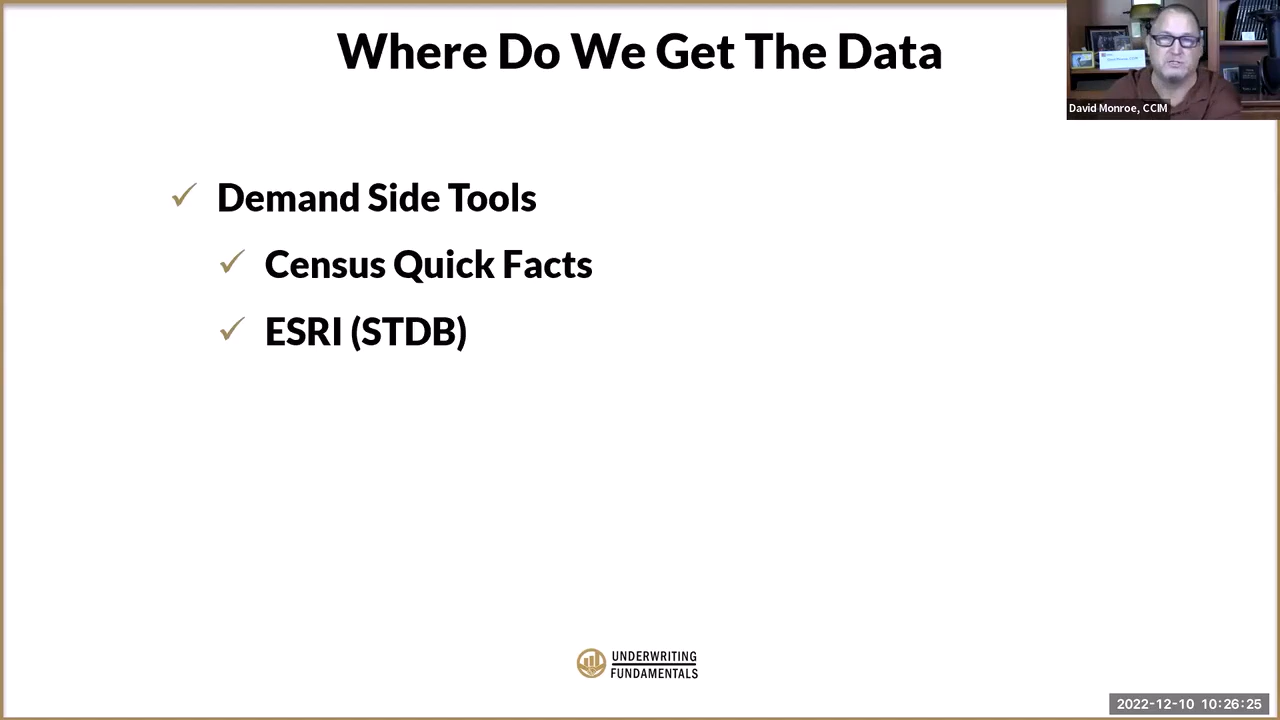 Where Do We Get The Data
David Monroe, CCIM
Demand Side Tools
Census Quick Facts
ESRI (STDB)
UNDERWRITING
FUNDAMENTALS
2022-12-10 10:26:25